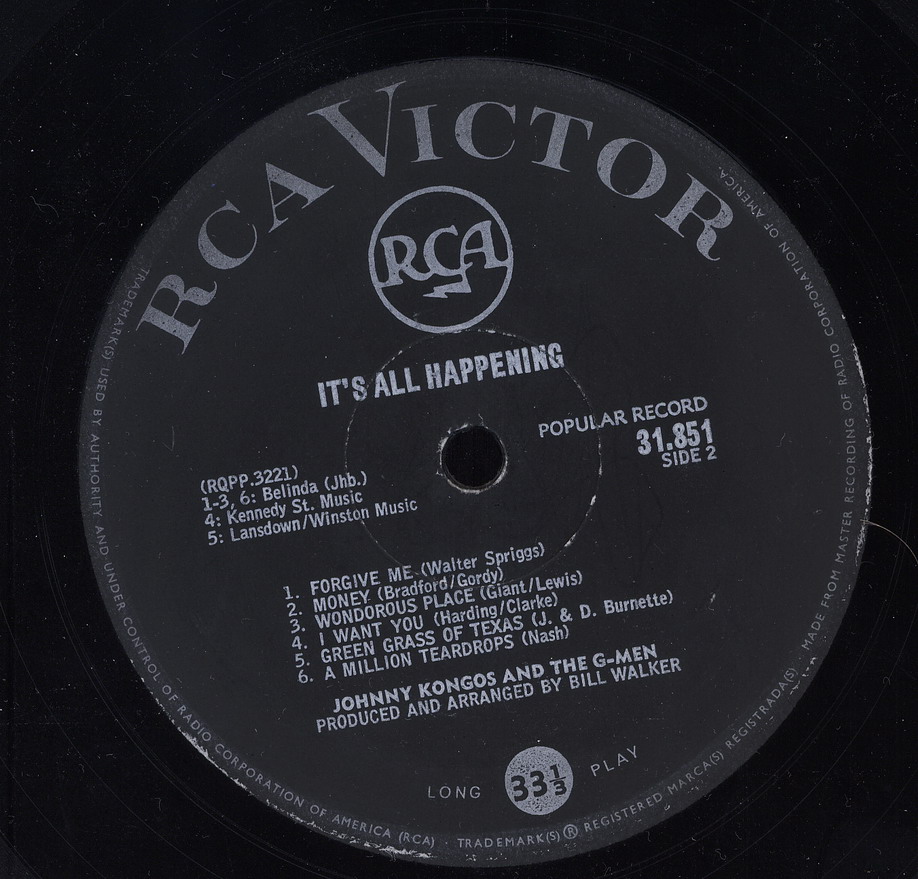 RCA VICTOR
RCA
IT'S ALL HAPPENING
POPULAR RECORD
31.851
SIDE 2
(RQPP.3221)
1-3, 6: Belinda (Jhb.)
4: Kennedy St. Music
5: Lansdown/Winston Music
1. FORGIVE ME (Walter Spriggs)
2. MONEY (Bradford/Gordy)
3. WONDOROUS PLACE (Giant/Lewis)
4. I WANT YOU (Harding/Clarke)
5. GREEN GRASS OF TEXAS (J. & D. Burnette)
6. A MILLION TEARDROPS (Nash)
JOHNNY KONGOS AND THE G-MEN
PRODUCED AND ARRANGED BY BILL WALKER
LONG 33 1/3 PLAY
TRADEMARK(S) USED BY AUTHORITY AND UNDER CONTROL OF RADIO CORPORATION OF AMERICA (RCA) · TRADEMARK(S) ® REGISTERED MARCA(S) REGISTRADA(S) · MADE FROM MASTER RECORDING OF RADIO CORPORATION OF AMERICA